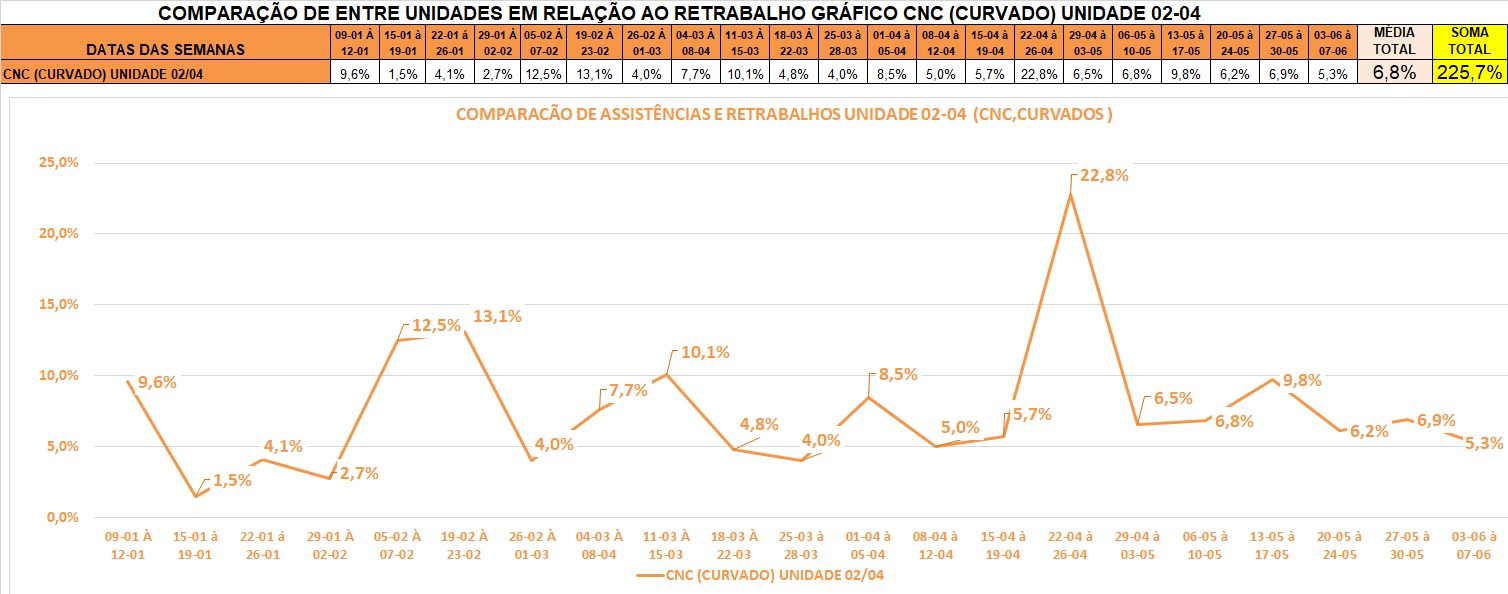 COMPARAÇÃO DE ENTRE UNIDADES EM RELAÇÃO AO RETRABALHO GRÁFICO CNC (CURVADO) UNIDADE 02-04
DATAS DAS SEMANAS 09-01 À 12-01 15-01 à 19-01 22-01 á 26-01 29-01 À 02-02 05-02 À 07-02 19-02 À 23-02 26-02 À 01-03 04-03 À 08-04 11-03 À 15-03 18-03 À 22-03 25-03 à 28-03 01-04 à 05-04 08-04 à 12-04 15-04 à 19-04 22-04 à 26-04 29-04 à 03-05 06-05 à 10-05 13-05 à 17-05 20-05 à 24-05 27-05 à 30-05 03-06 à 07-06 MÉDIA TOTAL SOMA TOTAL
CNC (CURVADO) UNIDADE 02/04 9,6% 1,5% 4,1% 2,7% 12,5% 13,1% 4,0% 7,7% 10,1% 4,8% 4,0% 8,5% 5,0% 5,7% 22,8% 6,5% 6,8% 9,8% 6,2% 6,9% 5,3% 6,8% 225,7%
COMPARACÃO DE ASSISTÊNCIAS E RETRABALHOS UNIDADE 02-04 (CNC,CURVADOS )
25,0%
20,0%
15,0%
10,0%
5,0%
0,0%
9,6% 1,5% 4,1% 2,7% 12,5% 13,1% 4,0% 7,7% 10,1% 4,8% 4,0% 8,5% 5,0% 5,7% 22,8% 6,5% 6,8% 9,8% 6,2% 6,9% 5,3%
09-01 À 15-01 à 22-01 á 29-01 À 05-02 À 19-02 À 26-02 À 04-03 À 11-03 À 18-03 À 25-03 à 01-04 à 08-04 à 15-04 à 22-04 à 29-04 à 06-05 à 13-05 à 20-05 à 27-05 à 03-06 à
12-01 19-01 26-01 02-02 07-02 23-02 01-03 08-04 15-03 22-03 28-03 05-04 12-04 19-04 26-04 03-05 10-05 17-05 24-05 30-05 07-06
CNC (CURVADO) UNIDADE 02/04